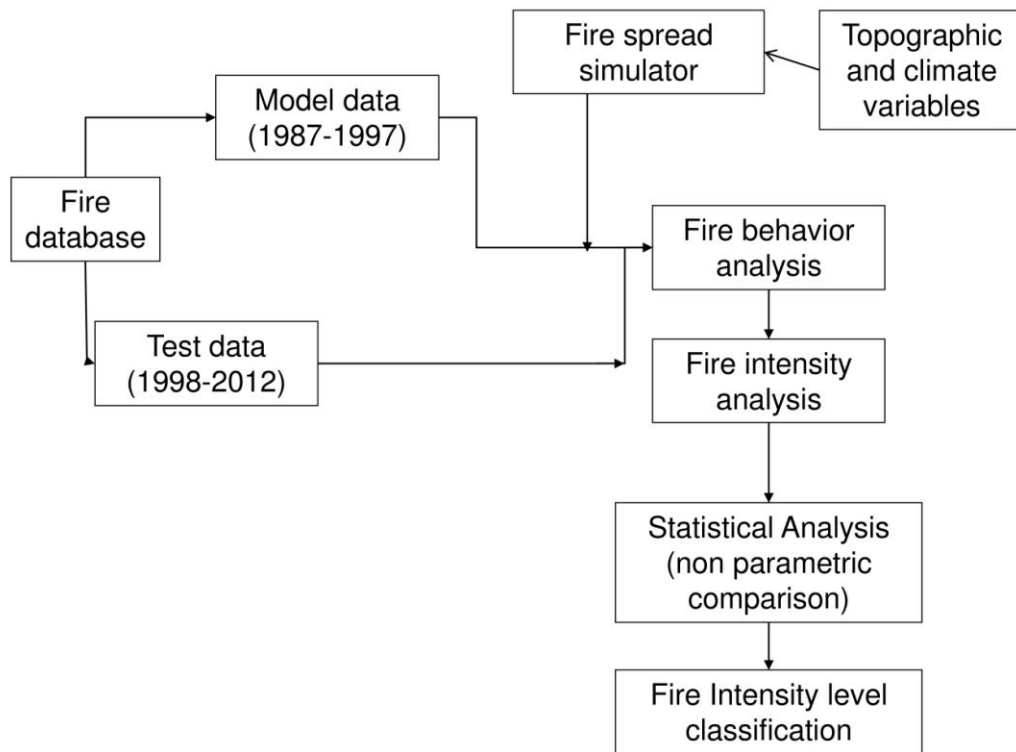 Fire spread
simulator
Topographic
and climate
variables
Model data
(1987-1997)
Fire
database
Fire behavior
analysis
Test data
(1998-2012)
Fire intensity
analysis
Statistical Analysis
(non parametric
comparison)
Fire Intensity level
classification